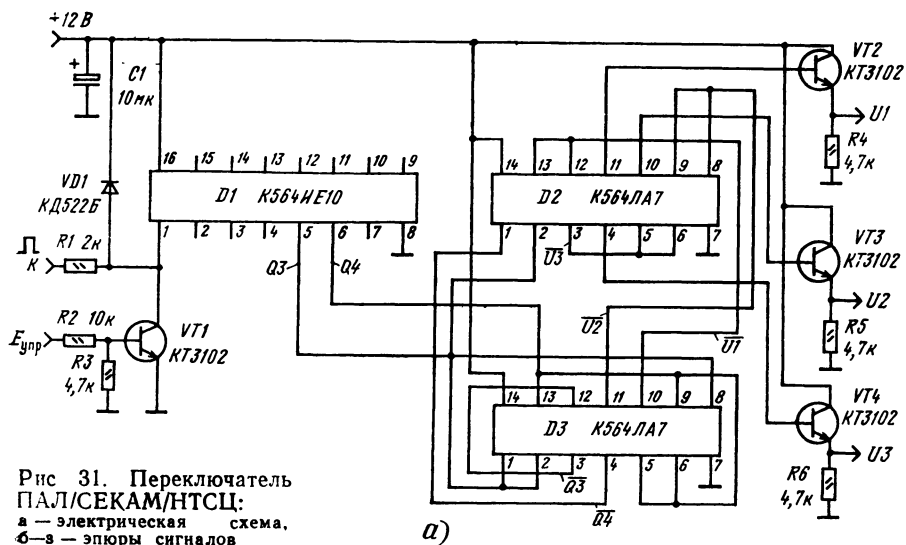 +12 В
C1
10мк
VT2
КТ3102
U1
R4
4,7к
16 15 14 13 12 11 10 9
14 13 12 11 10 9 8
VD1
КД522Б
D1 К564ИЕ10
D2 К564ЛА7
1 2 3 4 5 6 7 8
1 2 3 4 5 6 7
R1 2к
К
Q3
Q4
U̅3̅
VT3
КТ3102
U2
R5
4,7к
R2 10к
Eупр
VT1
КТ3102
R3
4,7к
U̅2̅
U̅1̅
14 13 12 11 10 9 8
D3 К564ЛА7
1 2 3 4 5 6 7
Q̅3̅
Q̅4̅
VT4
КТ3102
U3
R6
4,7к
Рис 31. Переключатель
ПАЛ/СЕКАМ/НТСЦ:
а — электрическая схема,
б—з — эпюры сигналов
а)